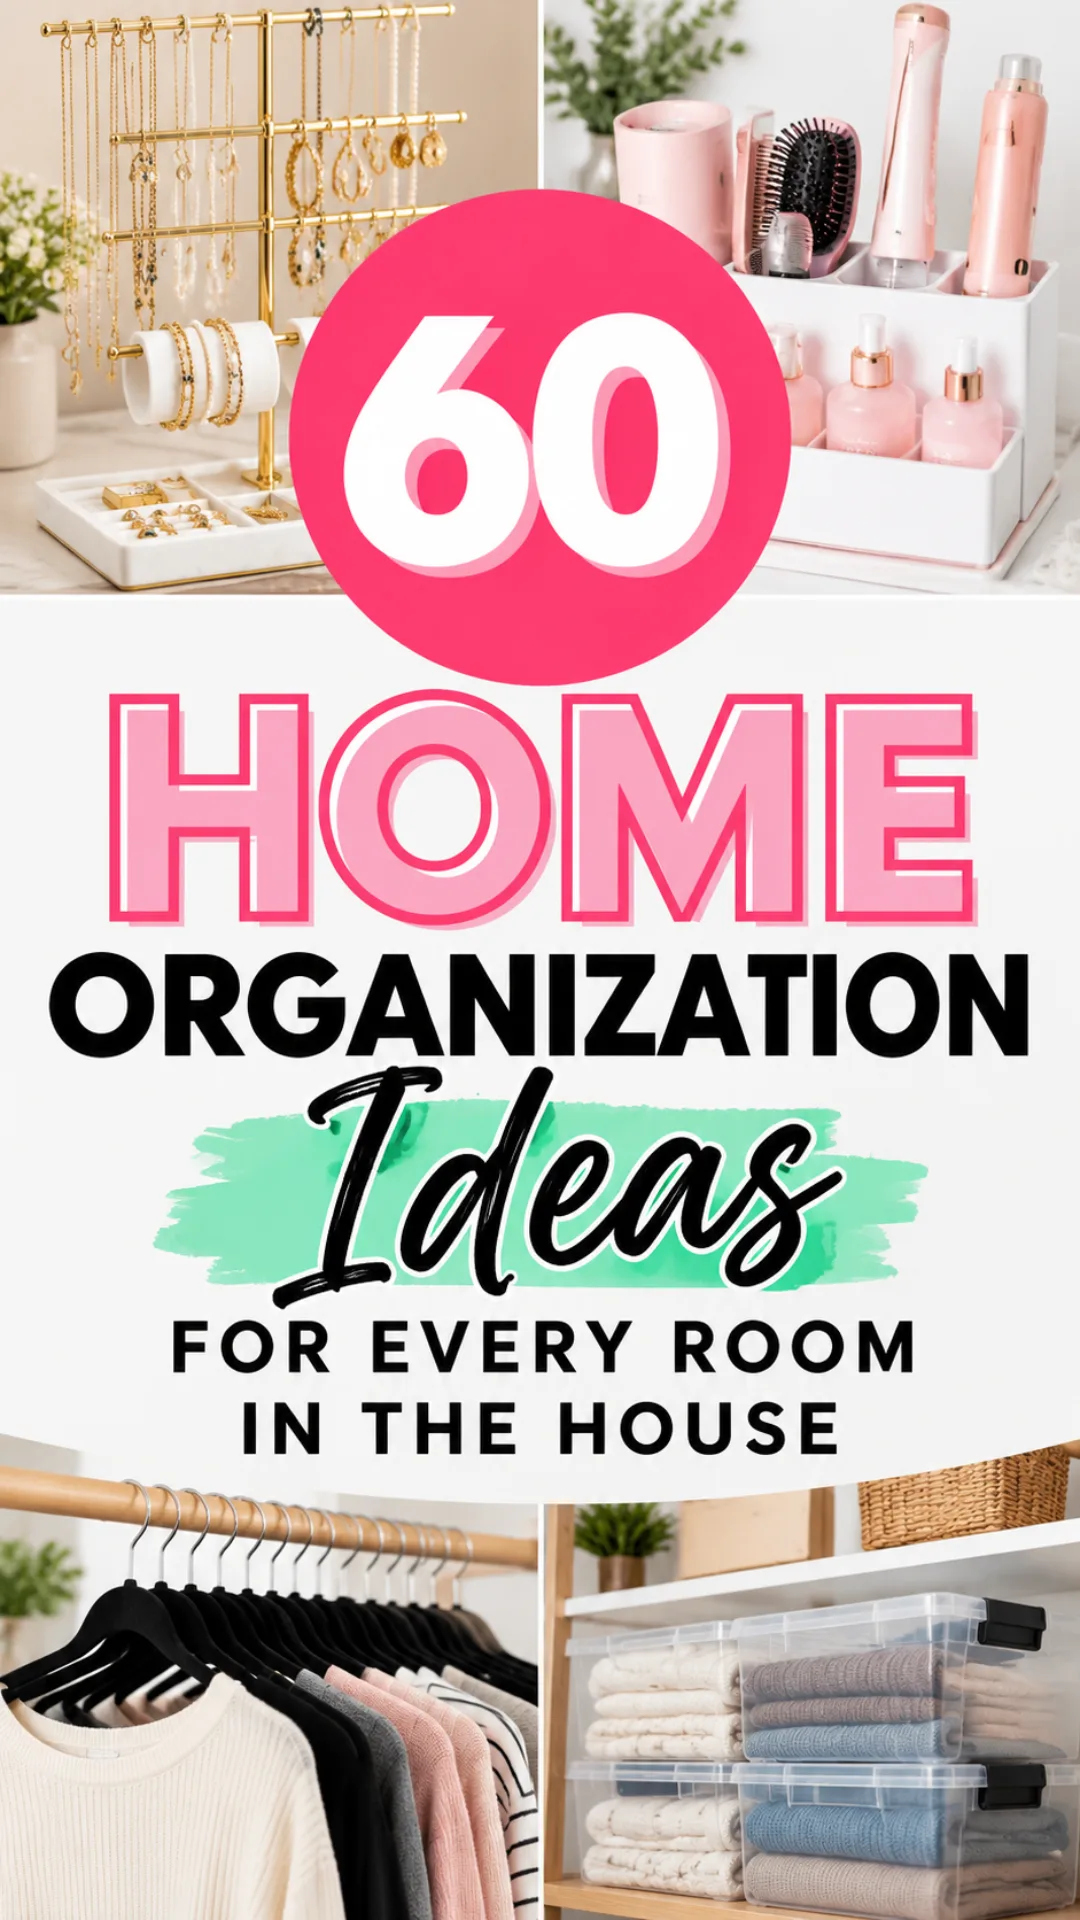 60
HOME
ORGANIZATION
Ideas
FOR EVERY ROOM
IN THE HOUSE